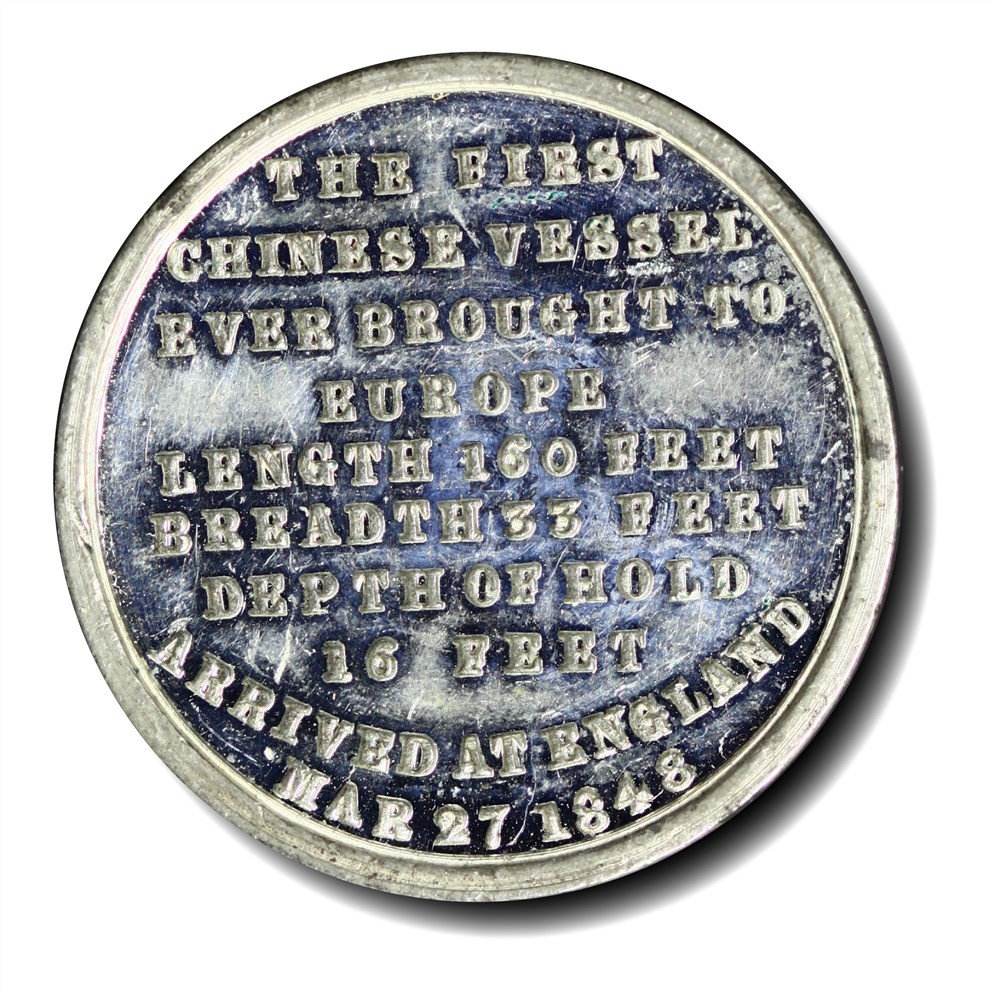 THE FIRST
CHINESE VESSEL
EVER BROUGHT TO
EUROPE
LENGTH 160 FEET
BREADTH 33 FEET
DEPTH OF HOLD
16 FEET
ARRIVED AT ENGLAND
MAR 27 1848